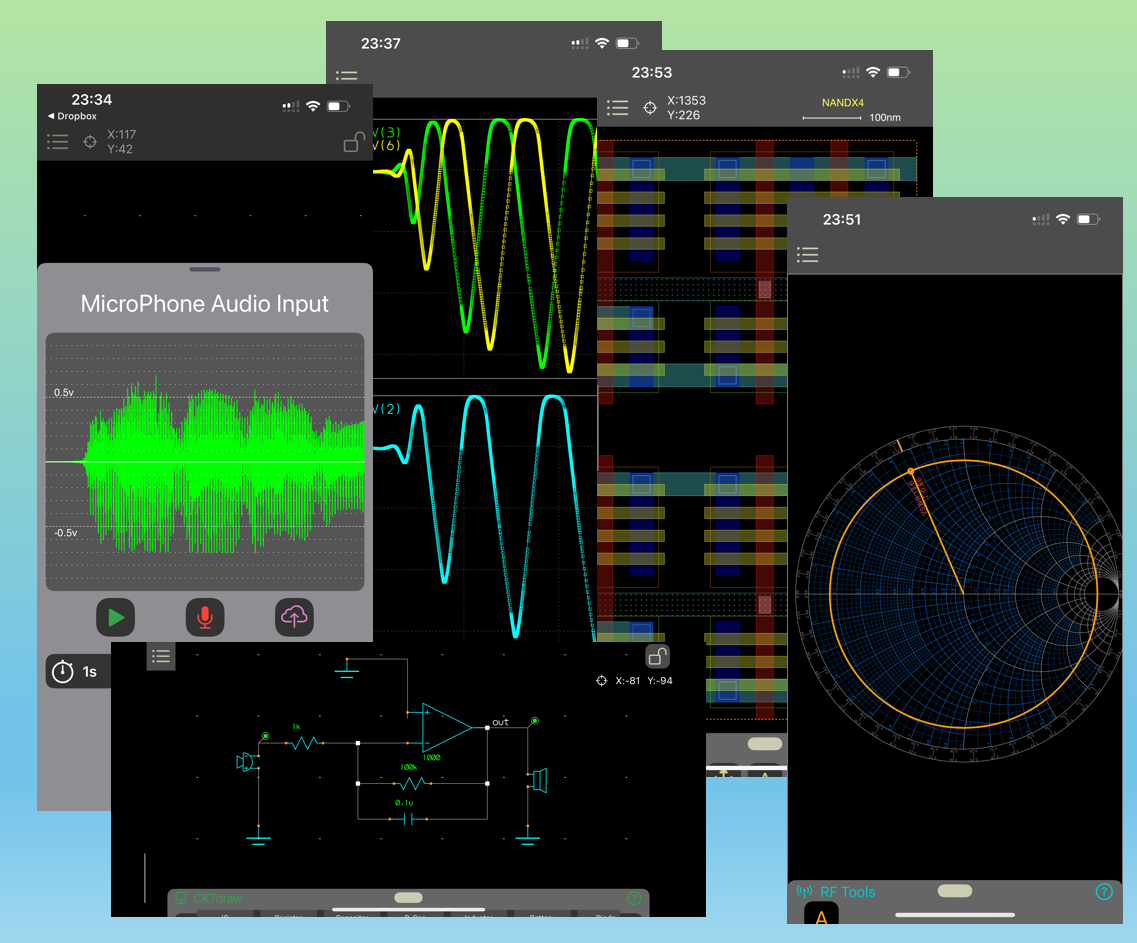 23:37
23:53
X:1353
Y:226
NANDX4
100nm
23:34
◀ Dropbox
X:117
Y:42
V(3)
V(6)
23:51
MicroPhone Audio Input
0.5v
-0.5v
V(2)
1s
X:-81 Y:-94
out
1k
1000
100k
0.1u
CKTdraw
?
RF Tools
?
A